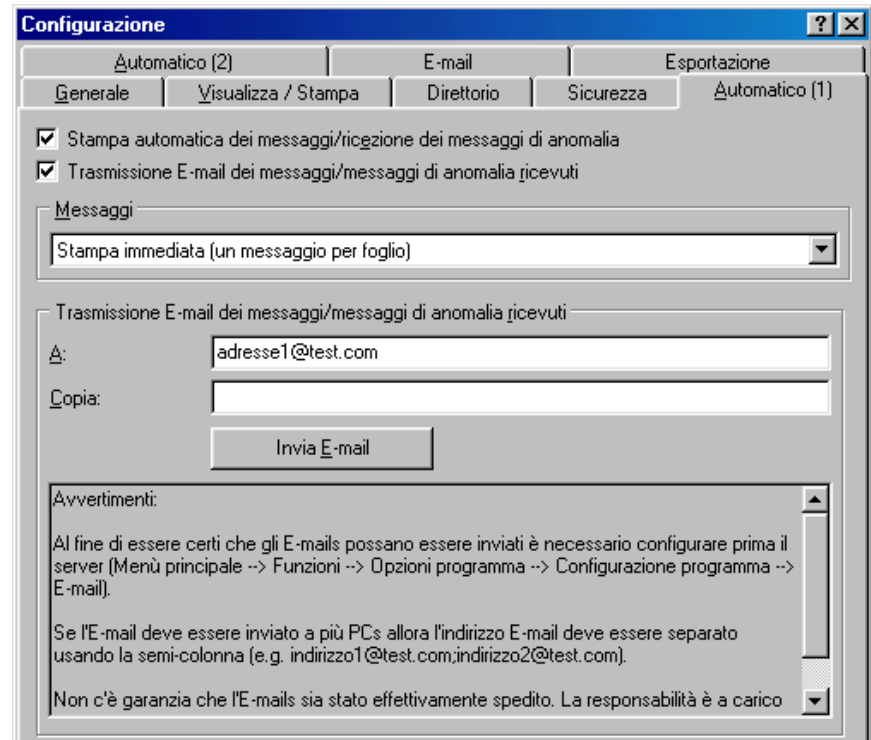 Configurazione
Automatico (2) E-mail Esportazione
Generale Visualizza / Stampa Direttorio Sicurezza Automatico (1)
Stampa automatica dei messaggi/ricezione dei messaggi di anomalia
Trasmissione E-mail dei messaggi/messaggi di anomalia ricevuti
Messaggi
Stampa immediata (un messaggio per foglio)
Trasmissione E-mail dei messaggi/messaggi di anomalia ricevuti
A: adresse1@test.com
Copia:
Invia E-mail
Avvertimenti:
Al fine di essere certi che gli E-mails possano essere inviati è necessario configurare prima il
server (Menù principale --> Funzioni --> Opzioni programma --> Configurazione programma -->
E-mail).
Se l'E-mail deve essere inviato a più PCs allora l'indirizzo E-mail deve essere separato
usando la semi-colonna (e.g. indirizzo1@test.com;indirizzo2@test.com).
Non c'è garanzia che l'E-mails sia stato effettivamente spedito. La responsabilità è a carico